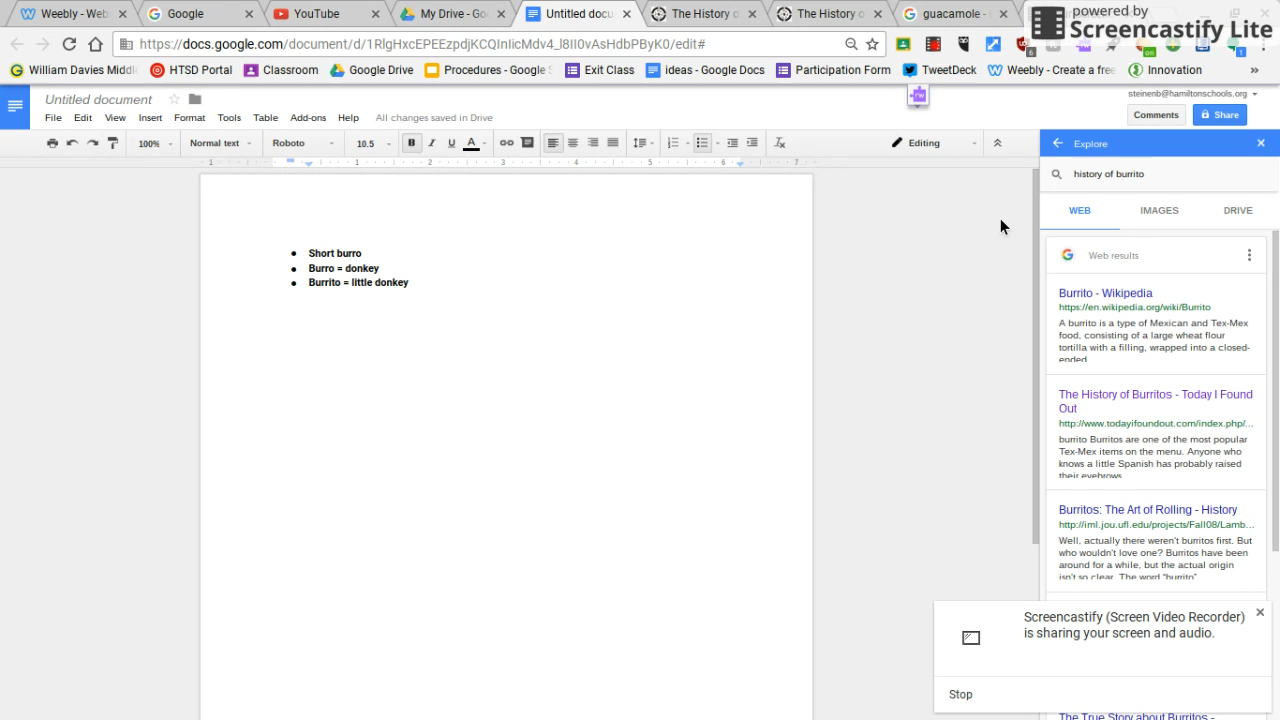 Weebly - Web
Google
YouTube
My Drive - Go
Untitled docu
The History o
The History o
guacamole - G
powered by
Screencastify Lite
https://docs.google.com/document/d/
/edit#
William Davies Middl
HTSD Portal
Classroom
Google Drive
Procedures - Google S
Exit Class
ideas - Google Docs
Participation Form
TweetDeck
Weebly - Create a free
Innovation
»
Untitled document
steinenb@hamiltonschools.org
File Edit View Insert Format Tools Table Add-ons Help All changes saved in Drive
Comments
Share
100% Normal text Roboto 10.5 B I U A Editing
1 1 2 3 4 5 6 7
● Short burro
● Burro = donkey
● Burrito = little donkey
Explore
history of burrito
WEB IMAGES DRIVE
Web results
Burrito - Wikipedia
https://en.wikipedia.org/wiki/Burrito
A burrito is a type of Mexican and Tex-Mex
food, consisting of a large wheat flour
tortilla with a filling, wrapped into a closed-
ended
The History of Burritos - Today I Found
Out
http://www.todayifoundout.com/index.php/...
burrito Burritos are one of the most popular
Tex-Mex items on the menu. Anyone who
knows a little Spanish has probably raised
their eyebrows
Burritos: The Art of Rolling - History
http://iml.jou.ufl.edu/projects/Fall08/Lamb...
Well, actually there weren't burritos first. But
who wouldn't love one? Burritos have been
around for a while, but the actual origin
isn't so clear. The word "burrito"
Screencastify (Screen Video Recorder)
is sharing your screen and audio.
Stop
The True Story about Burritos -